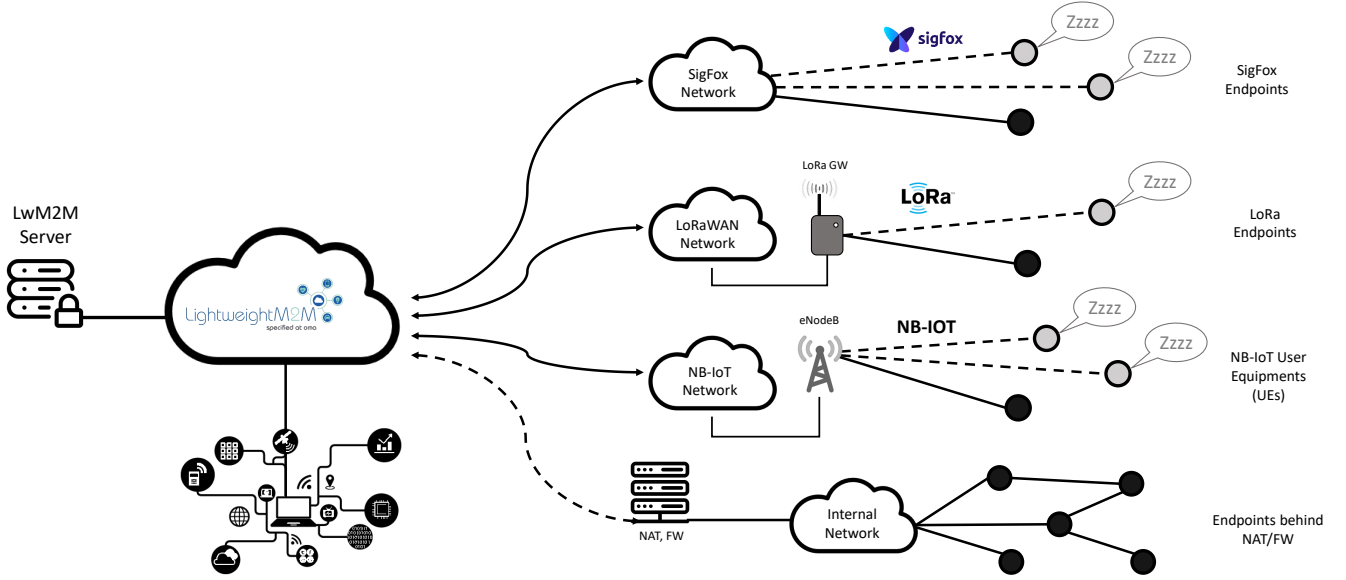 Zzzz
sigfox
Zzzz
SigFox
Network
SigFox
Endpoints
LoRa GW
Zzzz
LoRa
LwM2M
Server
LoRaWAN
Network
LoRa
Endpoints
LightweightM2M
specified at oma
Zzzz
eNodeB
NB-IOT
Zzzz
NB-IoT
Network
NB-IoT User
Equipments
(UEs)
NAT, FW
Internal
Network
Endpoints behind
NAT/FW